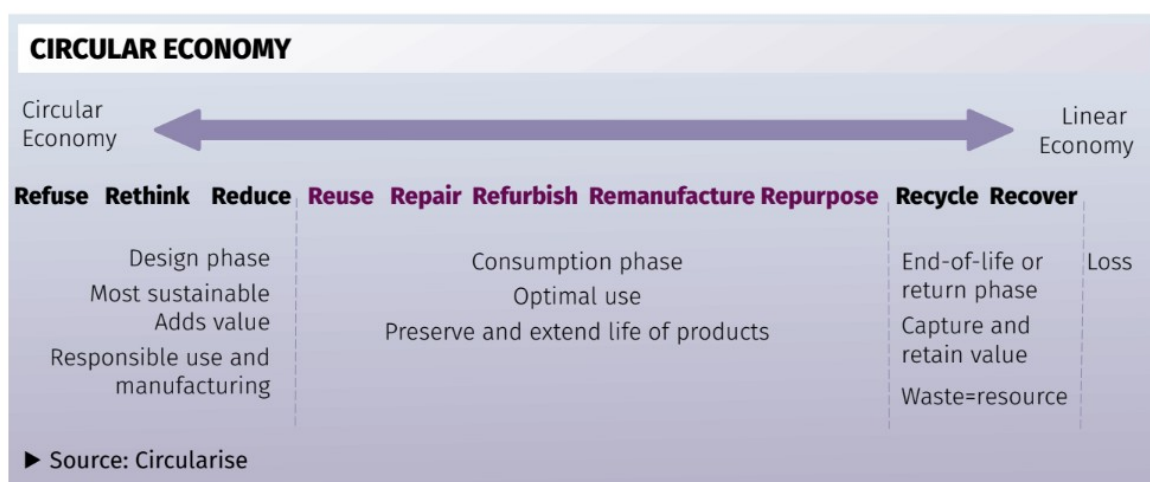 CIRCULAR ECONOMY
Circular
Economy
Linear
Economy
Refuse Rethink Reduce Reuse Repair Refurbish Remanufacture Repurpose Recycle Recover
Design phase
Most sustainable
Adds value
Responsible use and
manufacturing
Consumption phase
Optimal use
Preserve and extend life of products
End-of-life or
return phase
Capture and
retain value
Waste=resource
Loss
▶ Source: Circularise